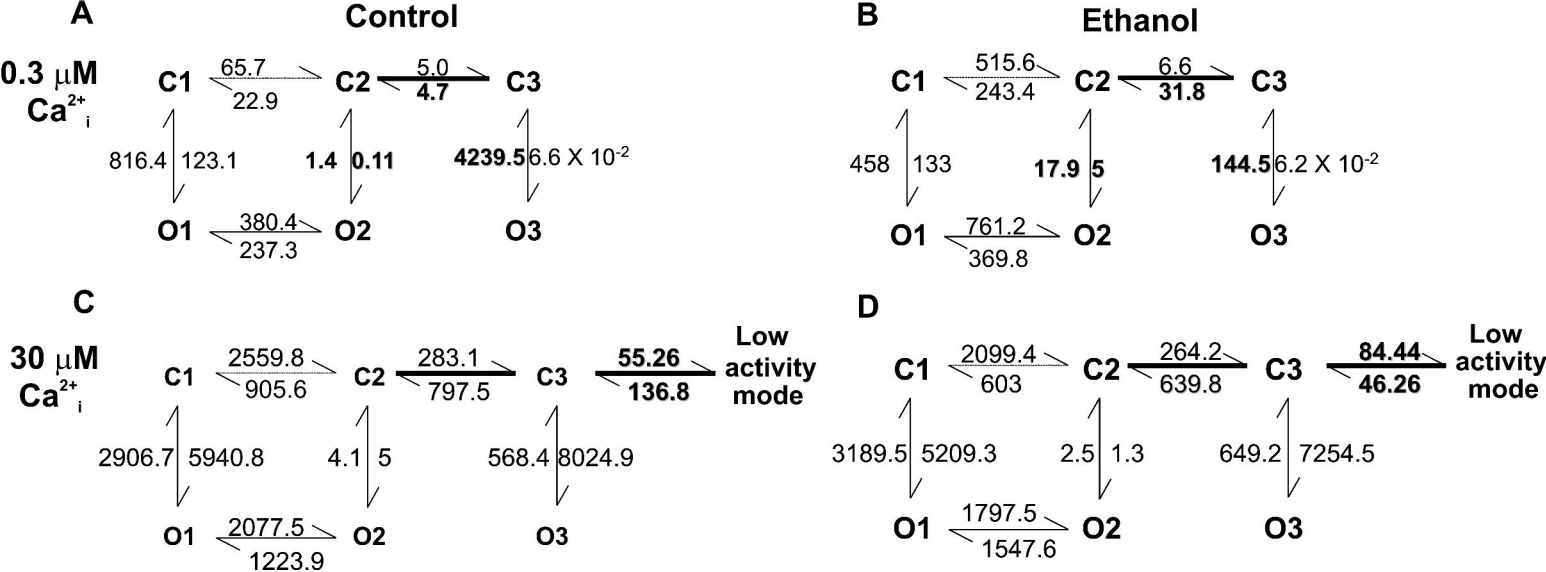 A
Control
0.3 μM
Ca²⁺ᵢ
C1 65.7 C2 5.0 C3
22.9 4.7
816.4 123.1 1.4 0.11 4239.5 6.6 X 10⁻²
O1 380.4 O2 O3
237.3
B
Ethanol
C1 515.6 C2 6.6 C3
243.4 31.8
458 133 17.9 5 144.5 6.2 X 10⁻²
O1 761.2 O2 O3
369.8
C
30 μM
Ca²⁺ᵢ
C1 2559.8 C2 283.1 C3 55.26 Low
activity
mode
905.6 797.5 136.8
2906.7 5940.8 4.1 5 568.4 8024.9
O1 2077.5 O2 O3
1223.9
D
C1 2099.4 C2 264.2 C3 84.44 Low
activity
mode
603 639.8 46.26
3189.5 5209.3 2.5 1.3 649.2 7254.5
O1 1797.5 O2 O3
1547.6